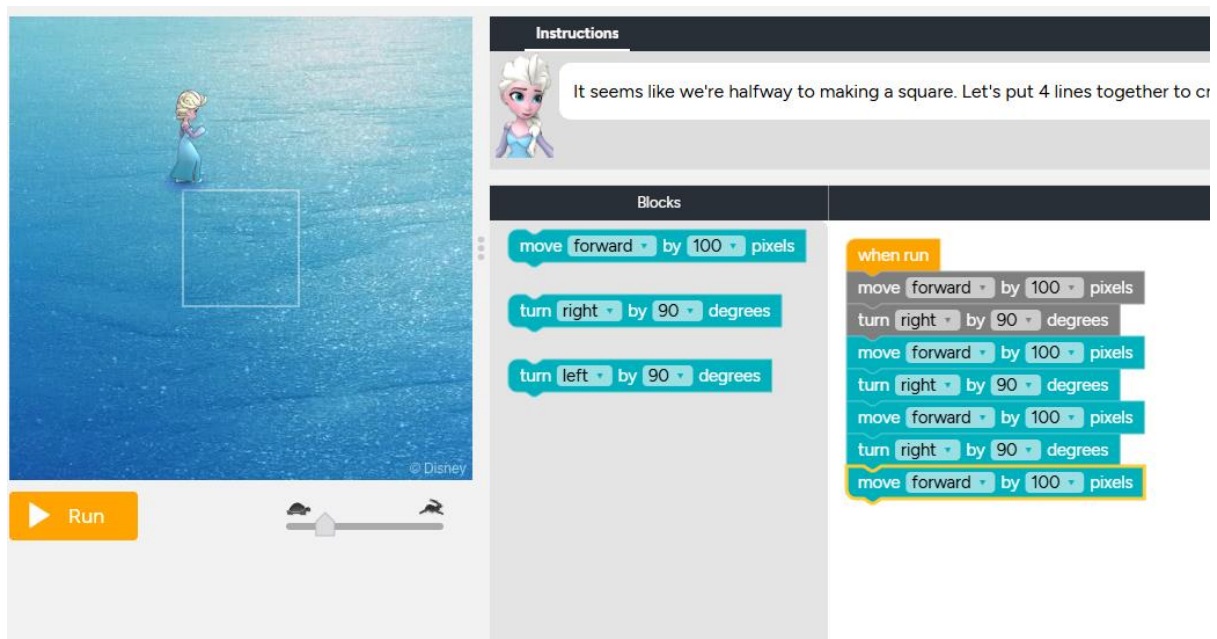 Instructions
It seems like we're halfway to making a square. Let's put 4 lines together to cr
Blocks
move forward by 100 pixels
turn right by 90 degrees
turn left by 90 degrees
when run
move forward by 100 pixels
turn right by 90 degrees
move forward by 100 pixels
turn right by 90 degrees
move forward by 100 pixels
turn right by 90 degrees
move forward by 100 pixels
© Disney
Run